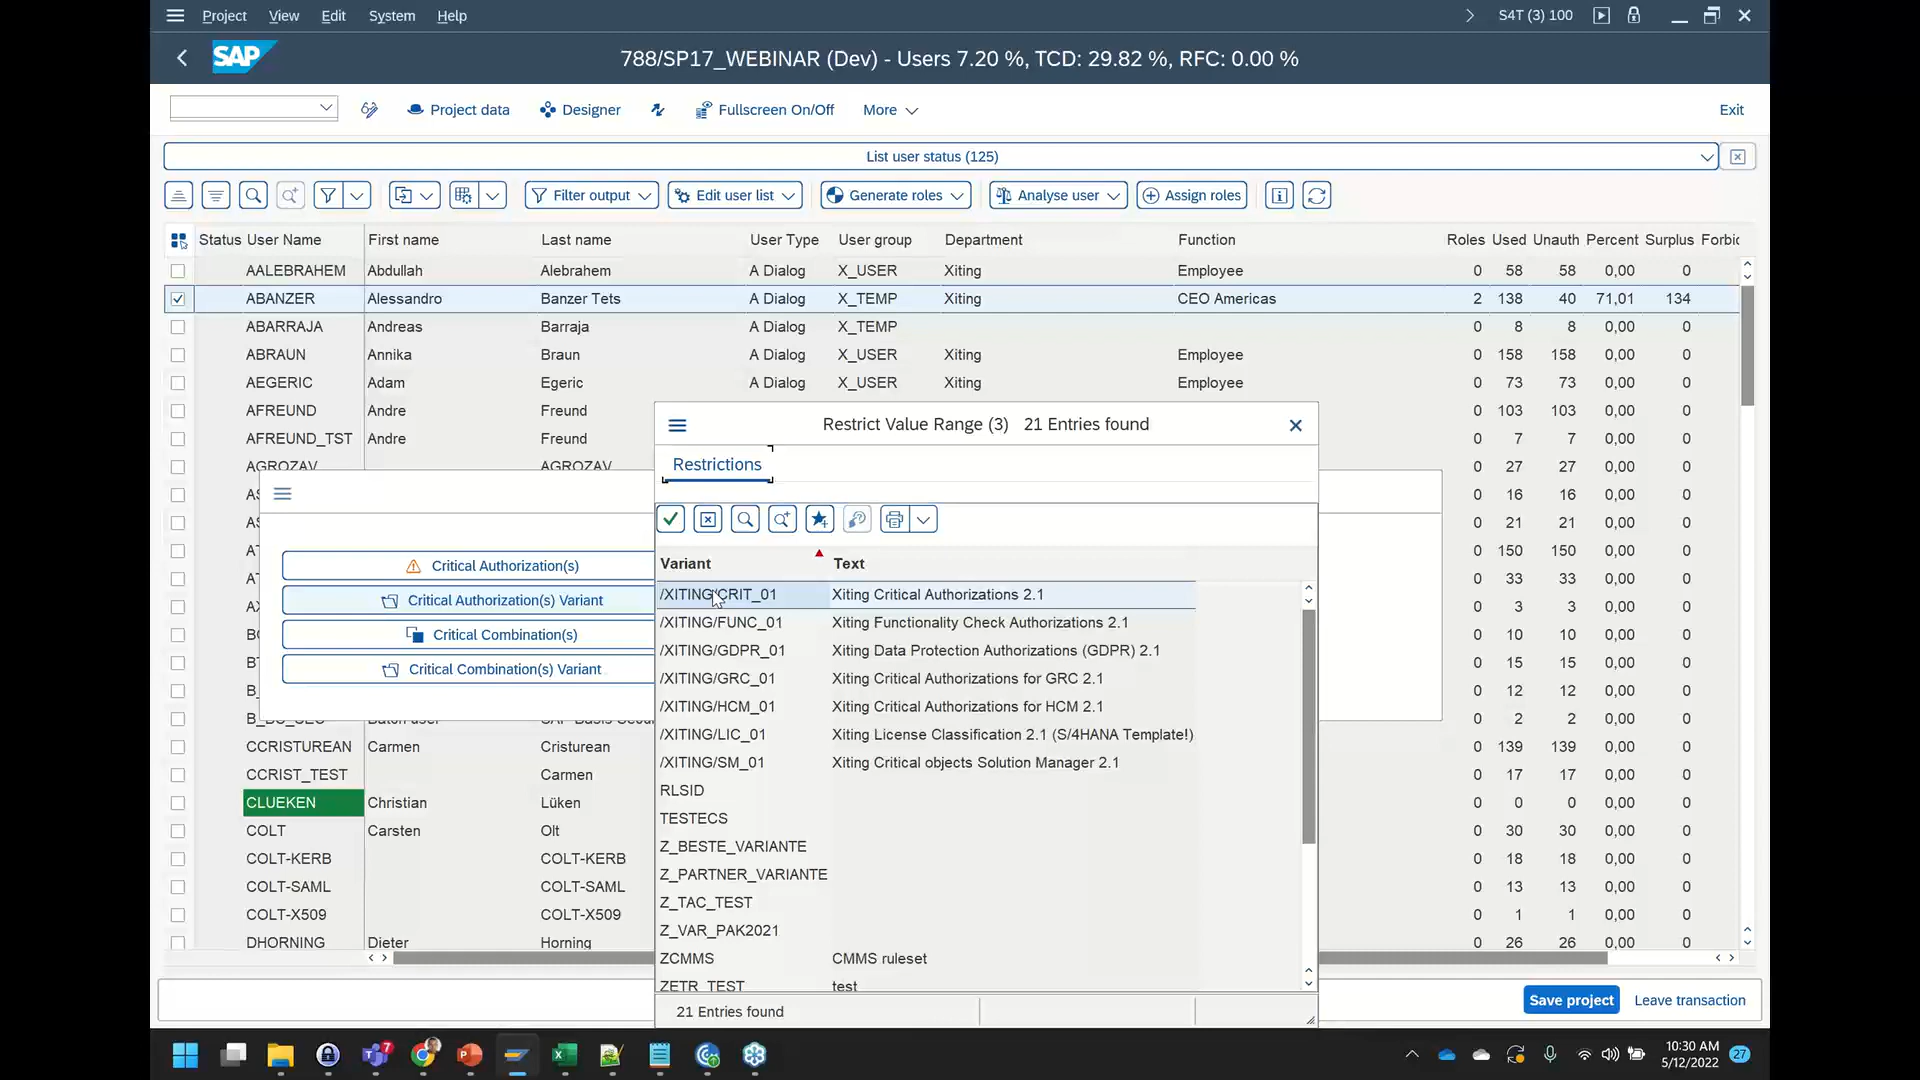 Project View Edit System Help S4T (3) 100
SAP 788/SP17_WEBINAR (Dev) - Users 7.20 %, TCD: 29.82 %, RFC: 0.00 %
Project data Designer Fullscreen On/Off More Exit
List user status (125)
Filter output Edit user list Generate roles Analyse user Assign roles
Status User Name First name Last name User Type User group Department Function Roles Used Unauth Percent Surplus Forbic
AALEBRAHEM Abdullah Alebrahem A Dialog X_USER Xiting Employee 0 58 58 0,00 0
ABANZER Alessandro Banzer Tets A Dialog X_TEMP Xiting CEO Americas 2 138 40 71,01 134
ABARRAJA Andreas Barraja A Dialog X_TEMP 0 8 8 0,00 0
ABRAUN Annika Braun A Dialog X_USER Xiting Employee 0 158 158 0,00 0
AEGERIC Adam Egeric A Dialog X_USER Xiting Employee 0 73 73 0,00 0
AFREUND Andre Freund 0 103 103 0,00 0
AFREUND_TST Andre Freund 0 7 7 0,00 0
AGROZAV AGROZAV 0 27 27 0,00 0
0 16 16 0,00 0
0 21 21 0,00 0
0 150 150 0,00 0
0 33 33 0,00 0
0 3 3 0,00 0
0 10 10 0,00 0
0 15 15 0,00 0
0 12 12 0,00 0
0 2 2 0,00 0
CCRISTUREAN Carmen Cristurean 0 139 139 0,00 0
CCRIST_TEST Carmen 0 17 17 0,00 0
CLUEKEN Christian Lüken 0 0 0 0,00 0
COLT Carsten Olt 0 30 30 0,00 0
COLT-KERB COLT-KERB 0 18 18 0,00 0
COLT-SAML COLT-SAML 0 13 13 0,00 0
COLT-X509 COLT-X509 0 1 1 0,00 0
DHORNING Dieter Horning 0 26 26 0,00 0
Critical Authorization(s)
Critical Authorization(s) Variant
Critical Combination(s)
Critical Combination(s) Variant
Restrict Value Range (3) 21 Entries found
Restrictions
Variant Text
/XITING/CRIT_01 Xiting Critical Authorizations 2.1
/XITING/FUNC_01 Xiting Functionality Check Authorizations 2.1
/XITING/GDPR_01 Xiting Data Protection Authorizations (GDPR) 2.1
/XITING/GRC_01 Xiting Critical Authorizations for GRC 2.1
/XITING/HCM_01 Xiting Critical Authorizations for HCM 2.1
/XITING/LIC_01 Xiting License Classification 2.1 (S/4HANA Template!)
/XITING/SM_01 Xiting Critical objects Solution Manager 2.1
RLSID
TESTECS
Z_BESTE_VARIANTE
Z_PARTNER_VARIANTE
Z_TAC_TEST
Z_VAR_PAK2021
ZCMMS CMMS ruleset
ZETR_TEST test
21 Entries found
Save project Leave transaction
7
10:30 AM
5/12/2022
27